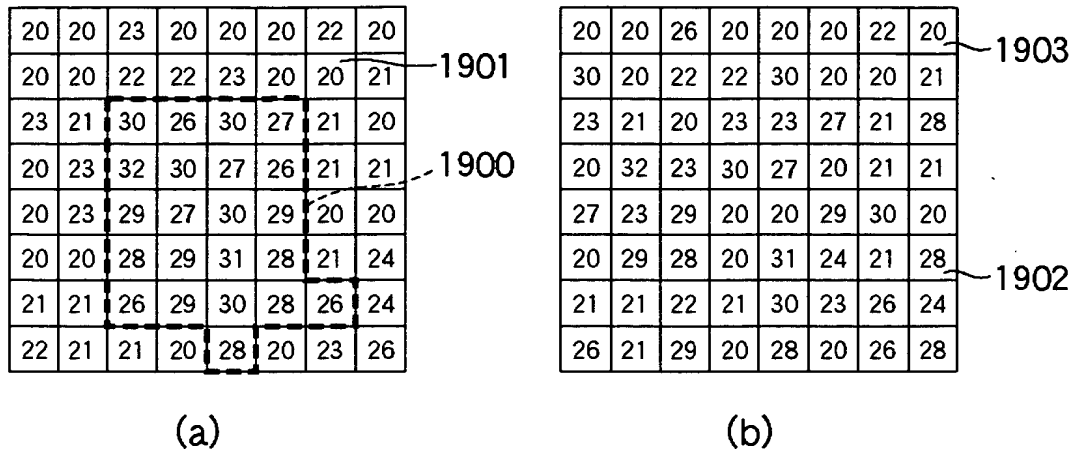 20 20 23 20 20 20 22 20 20 20 26 20 20 20 22 20 1903
20 20 22 22 23 20 20 21 1901 30 20 22 22 30 20 20 21
23 21 30 26 30 27 21 20 23 21 20 23 23 27 21 28
20 23 32 30 27 26 21 21 1900 20 32 23 30 27 20 21 21
20 23 29 27 30 29 20 20 27 23 29 20 20 29 30 20
20 20 28 29 31 28 21 24 20 29 28 20 31 24 21 28 1902
21 21 26 29 30 28 26 24 21 21 22 21 30 23 26 24
22 21 21 20 28 20 23 26 26 21 29 20 28 20 26 28
(a) (b)